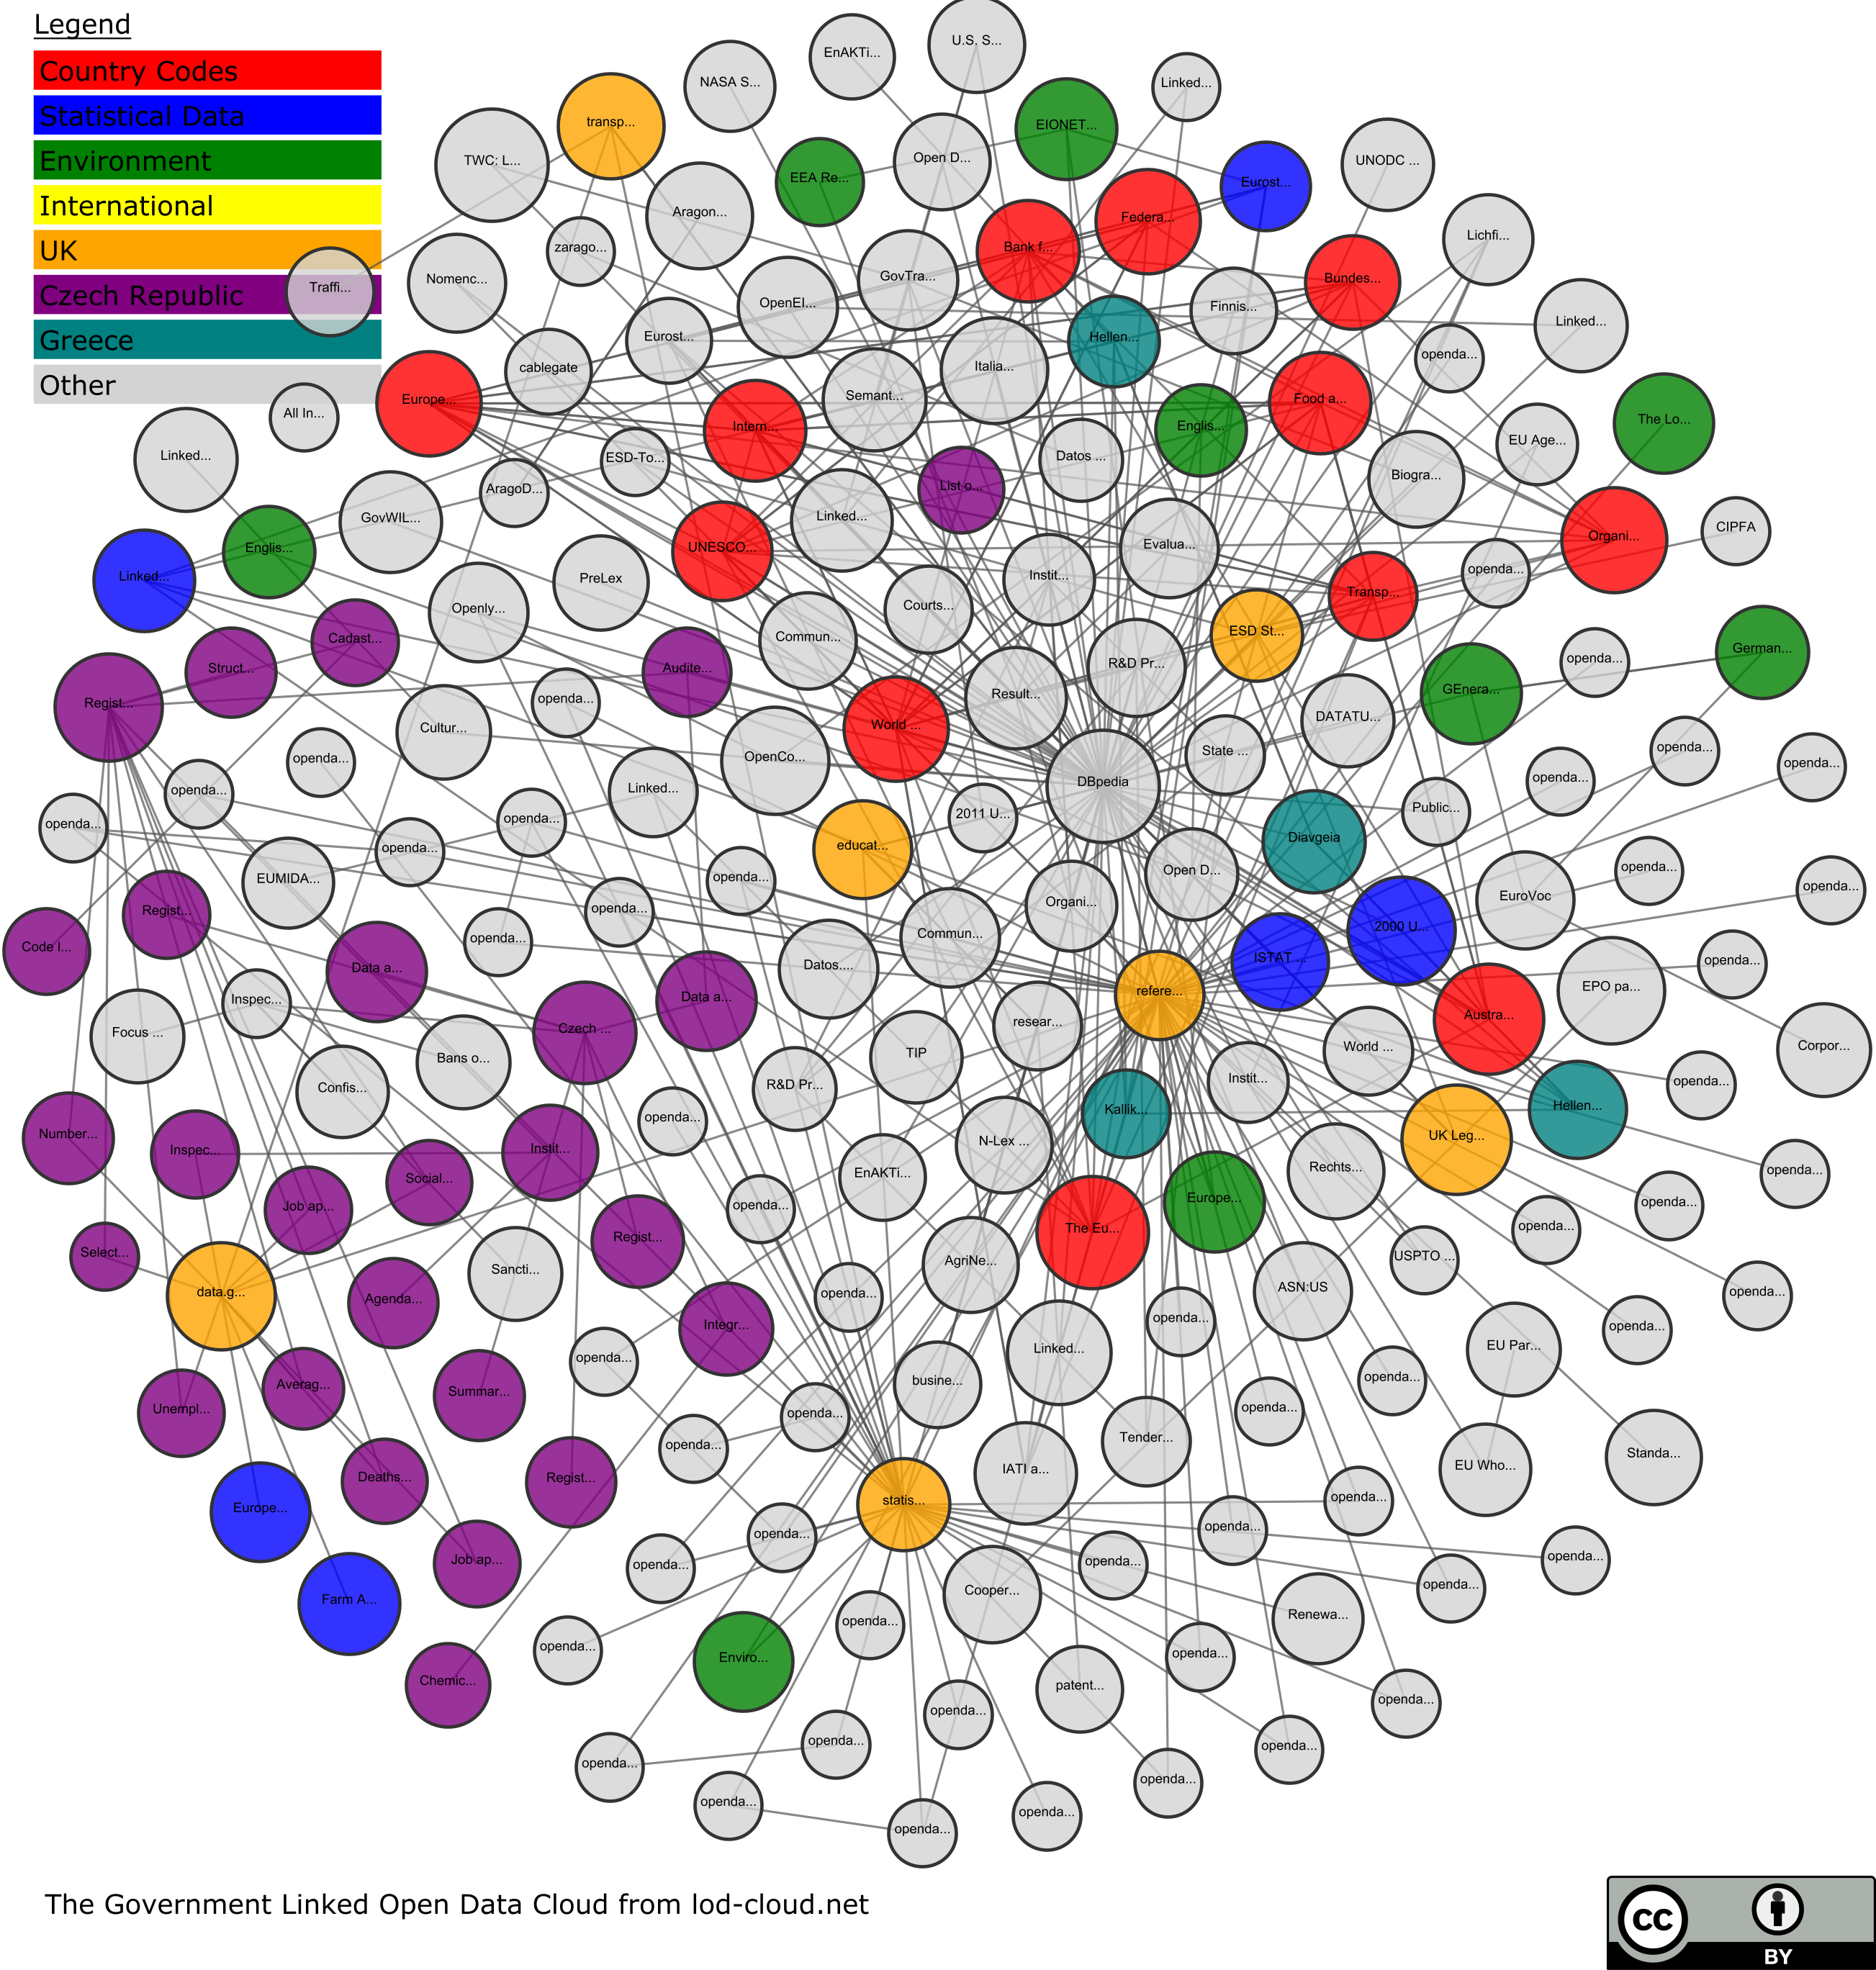 Legend
Country Codes
Statistical Data
Environment
International
UK
Czech Republic
Greece
Other
U.S. S...
EnAKTi...
NASA S...
Linked...
transp...
EIONET...
TWC: L...
Open D...
UNODC ...
EEA Re...
Eurost...
Aragon...
Federa...
Lichfi...
zarago...
Bank f...
Nomenc...
GovTra...
Bundes...
Traffi...
OpenEI...
Finnis...
Linked...
Eurost...
Hellen...
opend­a...
cablegate
Italia...
Semant...
Europe...
Food a...
All In...
The Lo...
Intern...
Englis...
EU Age...
Linked...
ESD-To...
Datos ...
Biogra...
AragoD...
List o...
GovWIL...
Linked...
CIPFA
Organi...
Englis...
UNESCO...
Evalua...
Linked...
PreLex
Instit...
openda...
Transp...
Openly...
Courts...
Cadast...
Commun...
ESD St...
German...
Struct...
Audite...
R&D Pr...
openda...
Regist...
openda...
Result...
GEnera...
Cultur...
World ...
DATATU...
openda...
OpenCo...
State ...
openda...
openda...
Linked...
DBpedia
openda...
openda...
openda...
openda...
2011 U...
Public...
openda...
educat...
Diavgeia
EUMIDA...
openda...
Open D...
openda...
openda...
Regist...
openda...
Organi...
EuroVoc
Code l...
openda...
Commun...
2000 U...
Data a...
Datos....
ISTAT ...
openda...
Inspec...
Data a...
refere...
EPO pa...
Focus ...
Czech ...
resear...
Austra...
Bans o...
TIP
World ...
Corpor...
Confis...
R&D Pr...
Instit...
openda...
Number...
openda...
Kallik...
Hellen...
Inspec...
Instit...
N-Lex ...
UK Leg...
Social...
EnAKTi...
Rechts...
openda...
Job ap...
openda...
Europe...
openda...
Select...
Regist...
The Eu...
openda...
data.g...
Sancti...
AgriNe...
USPTO ...
Agenda...
openda...
ASN:US
openda...
Integr...
openda...
openda...
Averag...
openda...
Linked...
EU Par...
Unempl...
Summar...
busine...
openda...
Deaths...
Regist...
openda...
openda...
Tender...
openda...
Europe...
statis...
IATI a...
EU Who...
Standa...
openda...
Job ap...
openda...
openda...
openda...
openda...
openda...
Farm A...
openda...
Cooper...
Renewa...
openda...
Chemic...
Enviro...
openda...
openda...
patent...
openda...
openda...
openda...
openda...
openda...
openda...
openda...
openda...
openda...
The Government Linked Open Data Cloud from lod-cloud.net
cc
BY